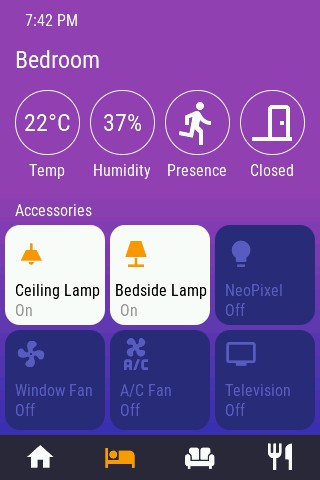 7:42 PM
Bedroom
22°C 37%
Temp Humidity Presence Closed
Accessories
Ceiling Lamp Bedside Lamp NeoPixel
On On Off
A/C
Window Fan A/C Fan Television
Off Off Off